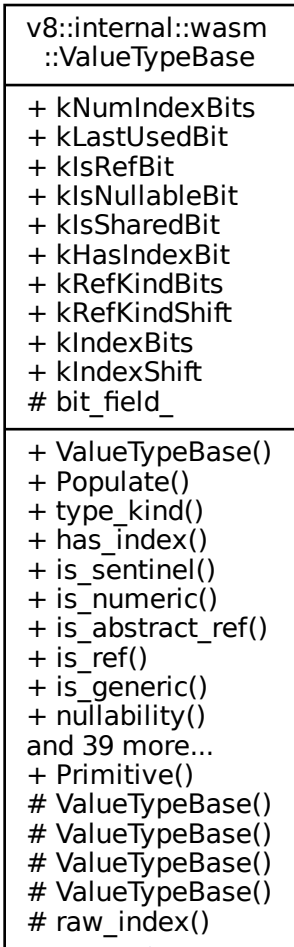 v8::internal::wasm
::ValueTypeBase
+ kNumIndexBits
+ kLastUsedBit
+ kIsRefBit
+ kIsNullableBit
+ kIsSharedBit
+ kHasIndexBit
+ kRefKindBits
+ kRefKindShift
+ kIndexBits
+ kIndexShift
# bit_field_
+ ValueTypeBase()
+ Populate()
+ type_kind()
+ has_index()
+ is_sentinel()
+ is_numeric()
+ is_abstract_ref()
+ is_ref()
+ is_generic()
+ nullability()
and 39 more...
+ Primitive()
# ValueTypeBase()
# ValueTypeBase()
# ValueTypeBase()
# ValueTypeBase()
# raw_index()